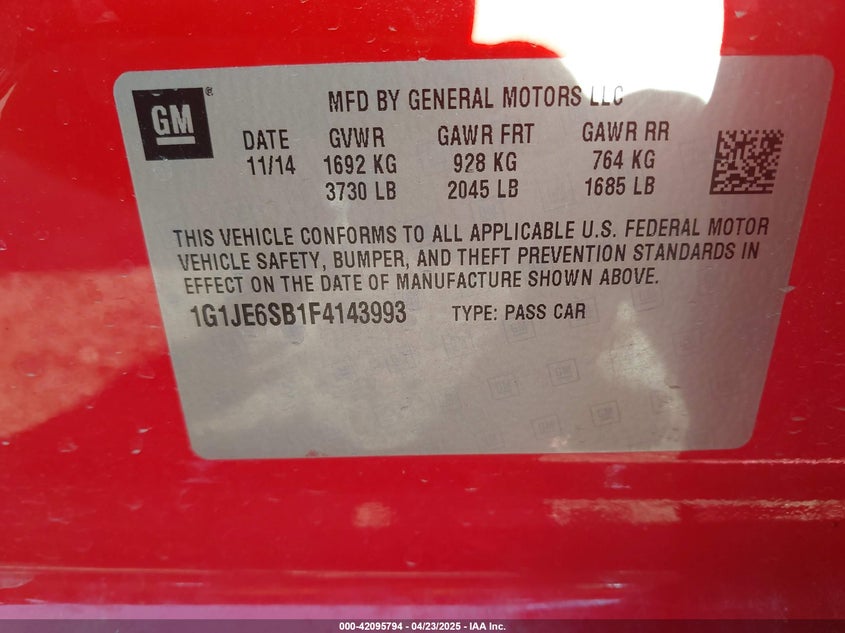 GM®
MFD BY GENERAL MOTORS LLC
DATE GVWR GAWR FRT GAWR RR
11/14 1692 KG 928 KG 764 KG
3730 LB 2045 LB 1685 LB
THIS VEHICLE CONFORMS TO ALL APPLICABLE U.S. FEDERAL MOTOR
VEHICLE SAFETY, BUMPER, AND THEFT PREVENTION STANDARDS IN
EFFECT ON THE DATE OF MANUFACTURE SHOWN ABOVE.
1G1JE6SB1F4143993 TYPE: PASS CAR
000-42095794 - 04/23/2025 - IAA Inc.